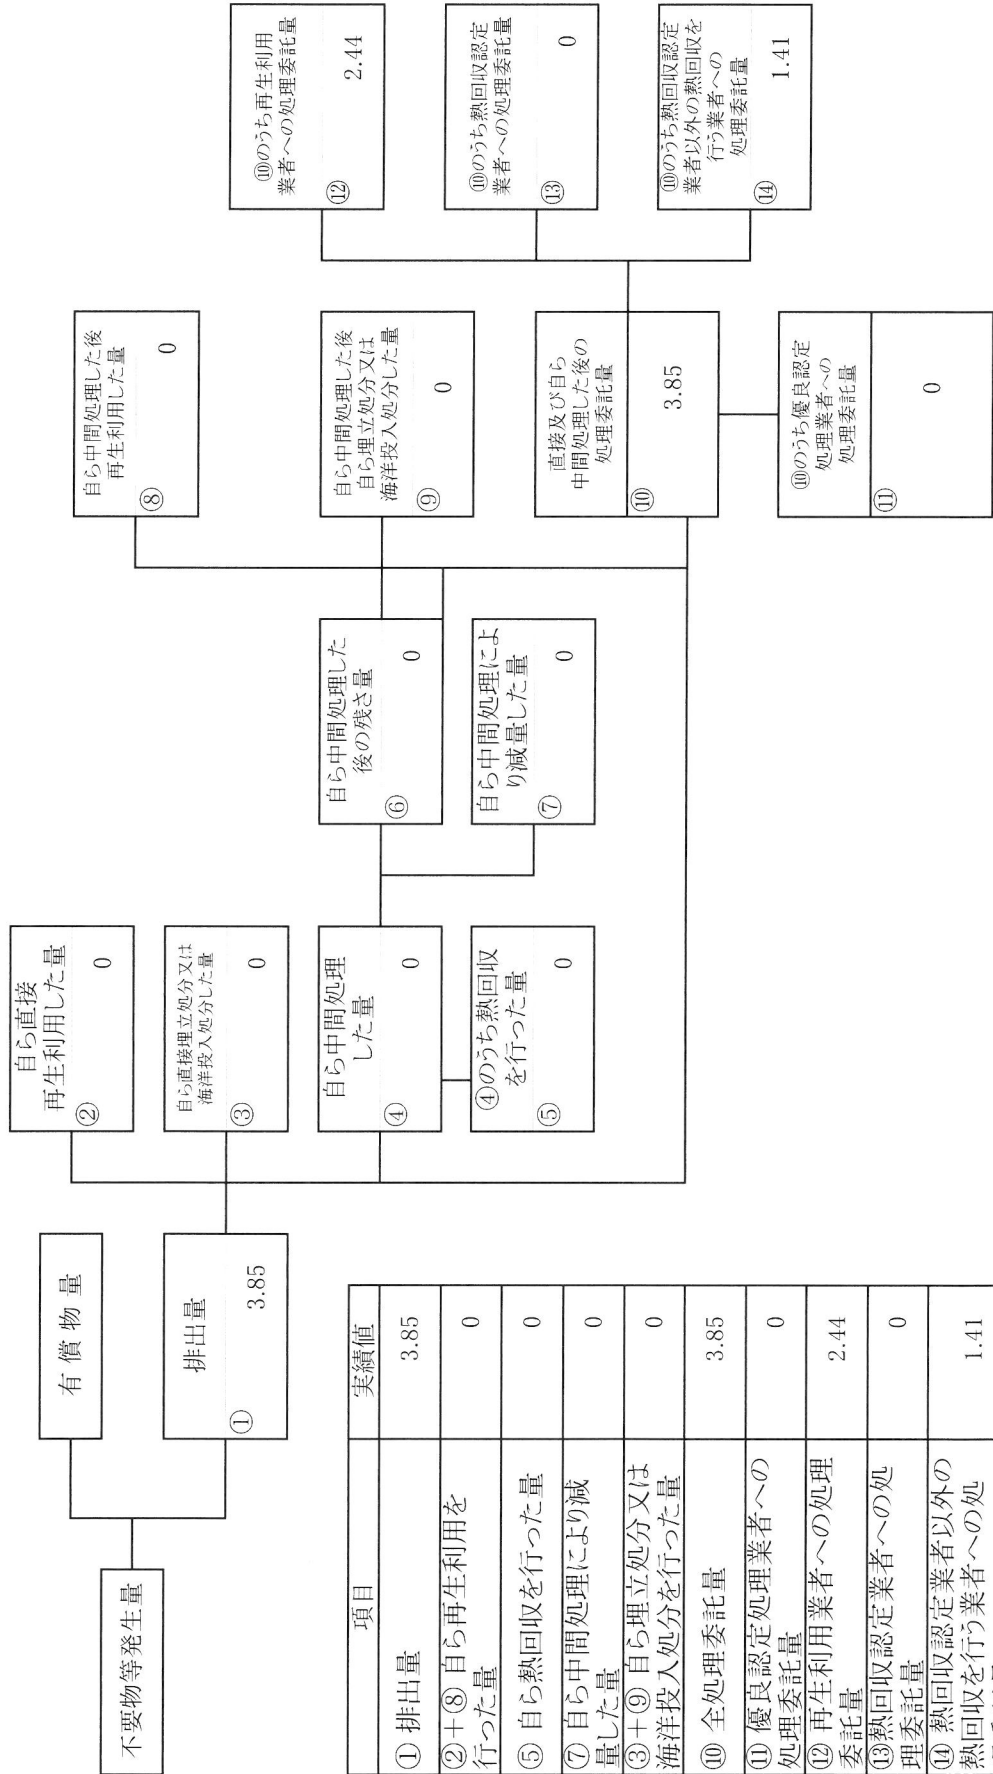 不要物等発生量
有償物量
排出量
① 3.85
自ら直接
再生利用した量
② 0
自ら直接埋立処分又は
海洋投入処分した量
③ 0
自ら中間処理
した量
④ 0
④のうち熱回収
を行った量
⑤ 0
自ら中間処理した
後の残さ量
⑥ 0
自ら中間処理によ
り減量した量
⑦ 0
自ら中間処理した後
再生利用した量
⑧ 0
自ら中間処理した後
自ら埋立処分又は
海洋投入処分した量
⑨ 0
直接及び自ら
中間処理した後の
処理委託量
⑩ 3.85
⑩のうち優良認定
処理業者への
処理委託量
⑪ 0
⑩のうち再生利用
業者への処理委託量
⑫ 2.44
⑩のうち熱回収認定
業者への処理委託量
⑬ 0
⑩のうち熱回収認定
業者以外の熱回収を
行う業者への
処理委託量
⑭ 1.41
項目 実績値
① 排出量 3.85
②+⑧ 自ら再生利用を
行った量 0
⑤ 自ら熱回収を行った量 0
⑦ 自ら中間処理により減
量した量 0
③+⑨ 自ら埋立処分又は
海洋投入処分を行った量 0
⑩ 全処理委託量 3.85
⑪ 優良認定処理業者への
処理委託量 0
⑫ 再生利用業者への処理
委託量 2.44
⑬熱回収認定業者への処
理委託量 0
⑭ 熱回収認定業者以外の
熱回収を行う業者への処 1.41